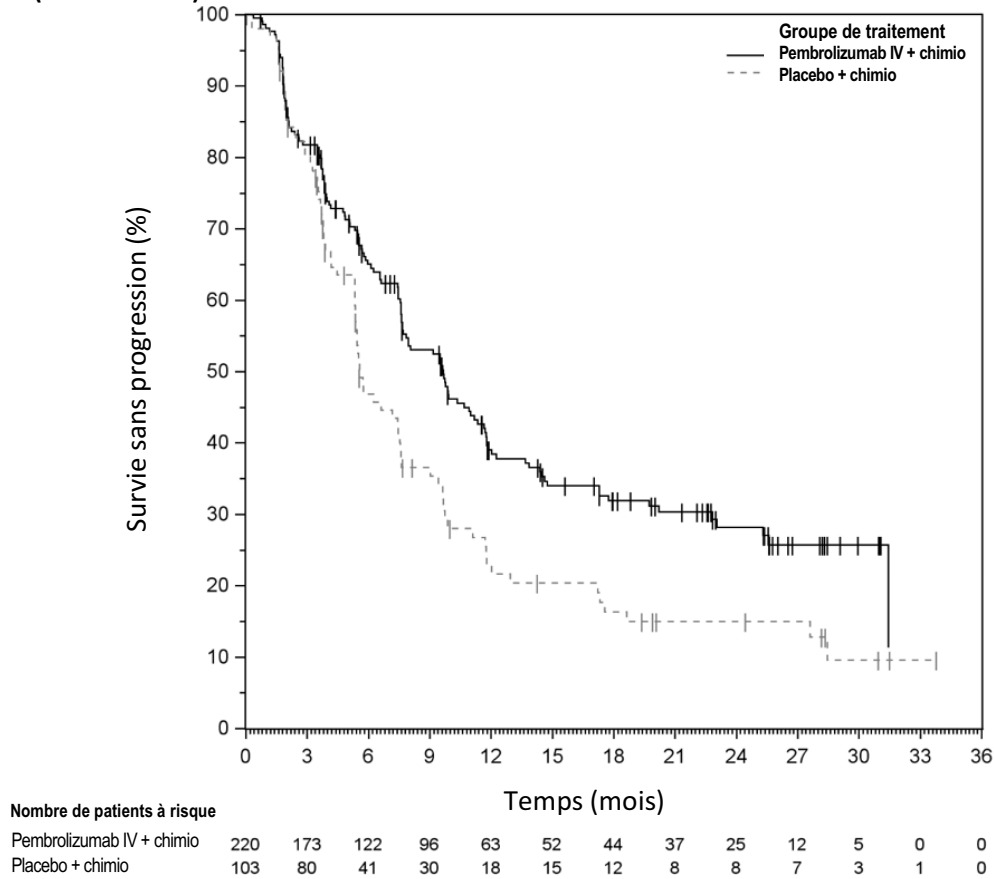 100
90
80
70
60
50
40
30
20
10
0
Survie sans progression (%)
Groupe de traitement
Pembrolizumab IV + chimio
Placebo + chimio
0 3 6 9 12 15 18 21 24 27 30 33 36
Temps (mois)
Nombre de patients à risque
Pembrolizumab IV + chimio 220 173 122 96 63 52 44 37 25 12 5 0 0
Placebo + chimio 103 80 41 30 18 15 12 8 8 7 3 1 0